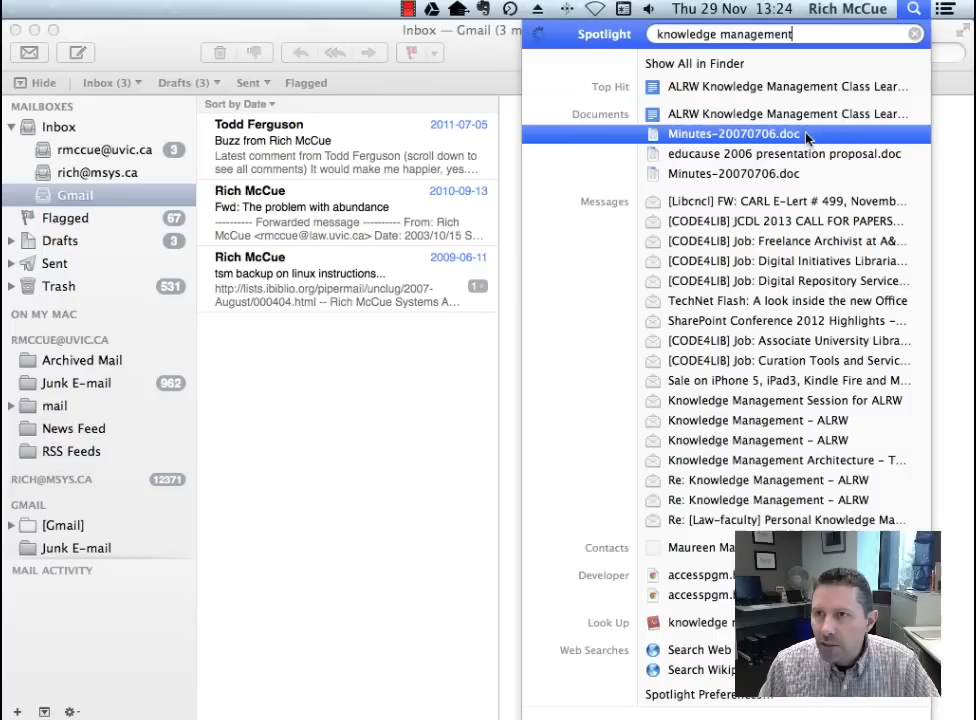 Thu 29 Nov 13:24 Rich McCue
Inbox — Gmail (3 m
Spotlight knowledge management
Show All in Finder
Hide Inbox (3) Drafts (3) Sent Flagged
MAILBOXES
Inbox
rmccue@uvic.ca 3
rich@msys.ca
Gmail
Flagged 67
Drafts 3
Sent
Trash 531
ON MY MAC
RMCCUE@UVIC.CA
Archived Mail
Junk E-mail 962
mail
News Feed
RSS Feeds
RICH@MSYS.CA 12371
GMAIL
[Gmail]
Junk E-mail
MAIL ACTIVITY
Sort by Date
Todd Ferguson 2011-07-05
Buzz from Rich McCue
Latest comment from Todd Ferguson (scroll down to
see all comments) It would make me happier, yes....
Rich McCue 2010-09-13
Fwd: The problem with abundance
---------- Forwarded message ---------- From: Rich
McCue <rmccue@law.uvic.ca> Date: 2003/10/15 S...
Rich McCue 2009-06-11
tsm backup on linux instructions...
http://lists.ibiblio.org/pipermail/unclug/2007-
August/000404.html -- Rich McCue Systems A...
1
Top Hit ALRW Knowledge Management Class Lear...
Documents ALRW Knowledge Management Class Lear...
Minutes-20070706.doc
educause 2006 presentation proposal.doc
Minutes-20070706.doc
Messages [Libcncl] FW: CARL E-Lert # 499, Novemb...
[CODE4LIB] JCDL 2013 CALL FOR PAPERS...
[CODE4LIB] Job: Freelance Archivist at A&...
[CODE4LIB] Job: Digital Initiatives Libraria...
[CODE4LIB] Job: Digital Repository Service...
TechNet Flash: A look inside the new Office
SharePoint Conference 2012 Highlights -...
[CODE4LIB] Job: Associate University Libra...
[CODE4LIB] Job: Curation Tools and Servic...
Sale on iPhone 5, iPad3, Kindle Fire and M...
Knowledge Management Session for ALRW
Knowledge Management - ALRW
Knowledge Management - ALRW
Knowledge Management Architecture - T...
Re: Knowledge Management - ALRW
Re: Knowledge Management - ALRW
Re: [Law-faculty] Personal Knowledge Ma...
Contacts Maureen Ma
Developer accesspgm.
accesspgm.
Look Up knowledge
Web Searches Search Web
Search Wikip
Spotlight Preferences...